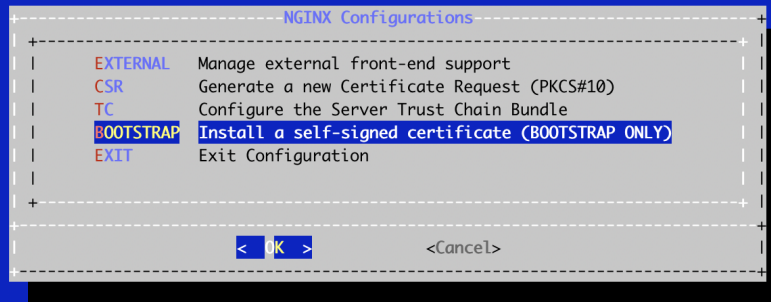 NGINX Configurations
EXTERNAL Manage external front-end support
CSR Generate a new Certificate Request (PKCS#10)
TC Configure the Server Trust Chain Bundle
BOOTSTRAP Install a self-signed certificate (BOOTSTRAP ONLY)
EXIT Exit Configuration
< OK > <Cancel>